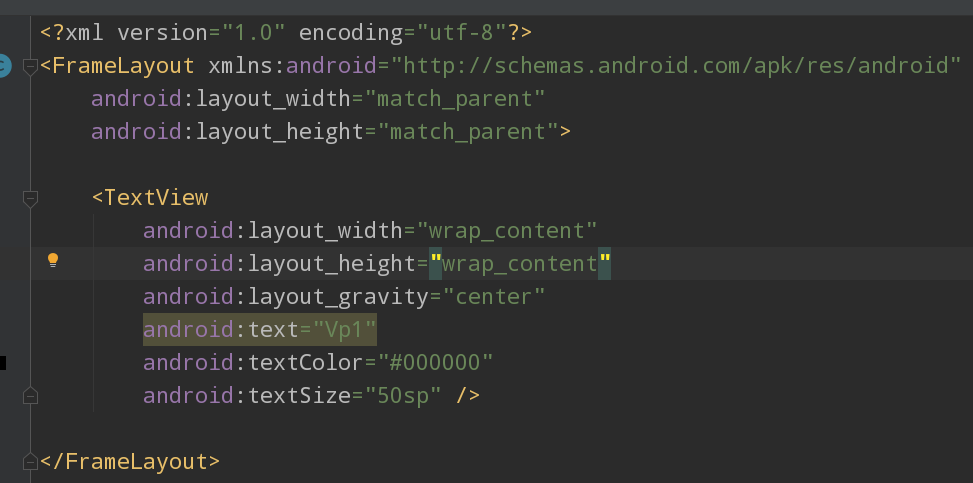 <?xml version="1.0" encoding="utf-8"?>
<FrameLayout xmlns:android="http://schemas.android.com/apk/res/android"
    android:layout_width="match_parent"
    android:layout_height="match_parent">

    <TextView
        android:layout_width="wrap_content"
        android:layout_height="wrap_content"
        android:layout_gravity="center"
        android:text="Vp1"
        android:textColor="#000000"
        android:textSize="50sp" />

</FrameLayout>